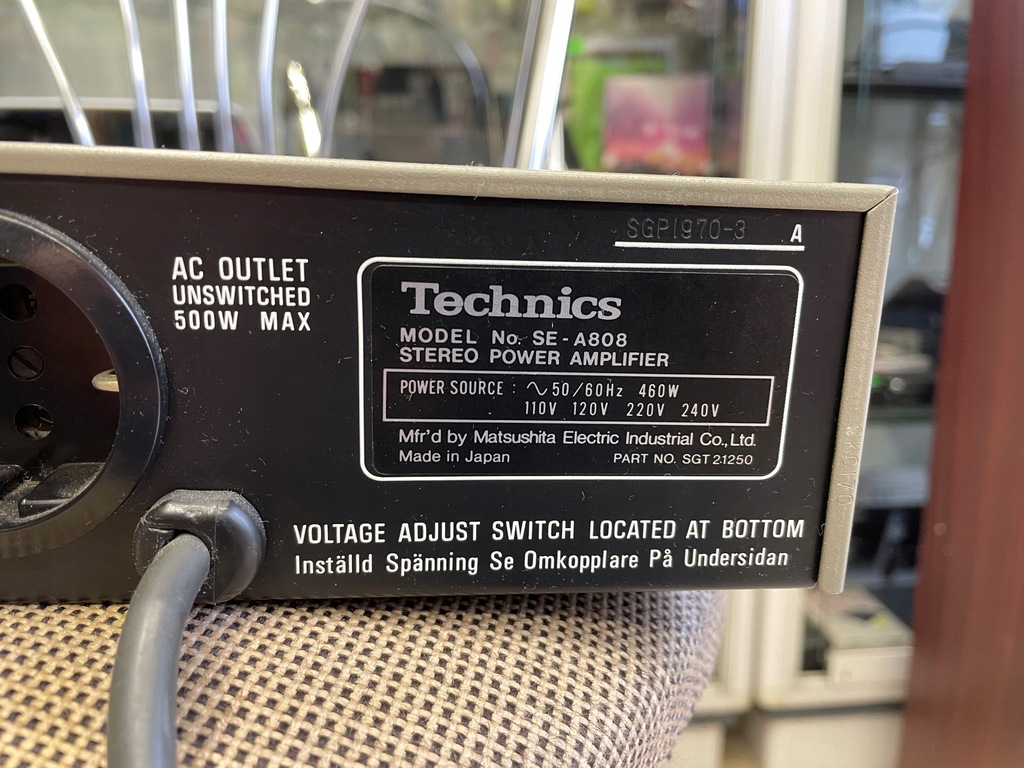 SGP1970-3 A
AC OUTLET
UNSWITCHED
500W MAX
Technics
MODEL No. SE-A808
STEREO POWER AMPLIFIER
POWER SOURCE : ∿50/60Hz 460W
110V 120V 220V 240V
Mfr'd by Matsushita Electric Industrial Co., Ltd.
Made in Japan PART NO. SGT21250
VOLTAGE ADJUST SWITCH LOCATED AT BOTTOM
Inställd Spänning Se Omkopplare På Undersidan